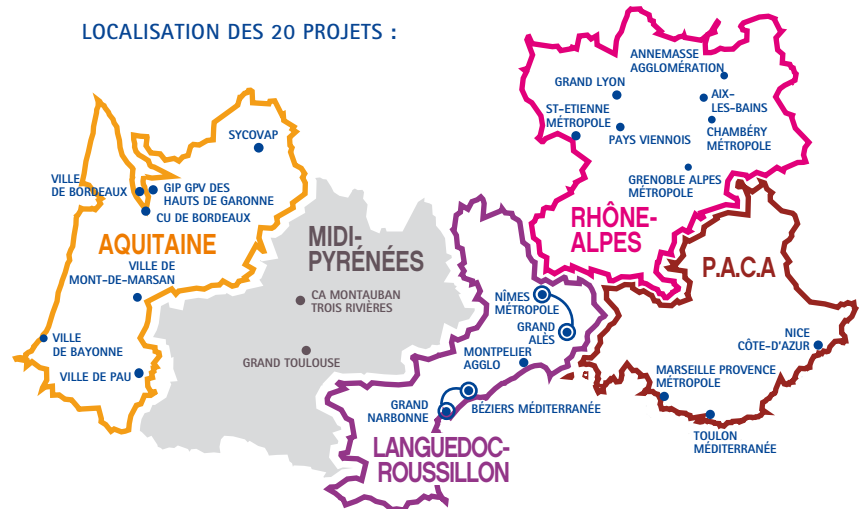 LOCALISATION DES 20 PROJETS :
SYCOVAP
VILLE
DE BORDEAUX
GIP GPV DES
HAUTS DE GARONNE
CU DE BORDEAUX
AQUITAINE
VILLE DE
MONT-DE-MARSAN
VILLE
DE BAYONNE
VILLE DE PAU
MIDI-
PYRÉNÉES
CA MONTAUBAN
TROIS RIVIÈRES
GRAND TOULOUSE
ANNEMASSE
AGGLOMÉRATION
GRAND LYON
AIX-
LES-BAINS
ST-ETIENNE
MÉTROPOLE
PAYS VIENNOIS
CHAMBÉRY
MÉTROPOLE
GRENOBLE ALPES
MÉTROPOLE
RHÔNE-
ALPES
P.A.C.A
NÎMES
MÉTROPOLE
GRAND
ALÈS
MONTPELIER
AGGLO
GRAND
NARBONNE
BÉZIERS MÉDITERRANÉE
LANGUEDOC-
ROUSSILLON
NICE
CÔTE-D'AZUR
MARSEILLE PROVENCE
MÉTROPOLE
TOULON
MÉDITERRANÉE